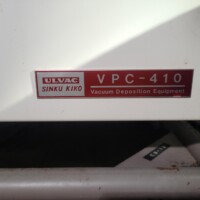 ULVAC
SINKU KIKO
VPC-410
Vacuum Deposition Equipment